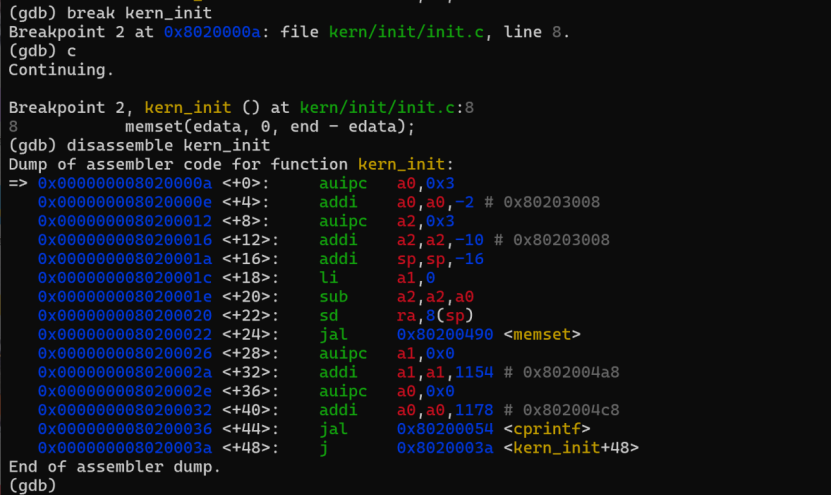 (gdb) break kern_init
Breakpoint 2 at 0x8020000a: file kern/init/init.c, line 8.
(gdb) c
Continuing.

Breakpoint 2, kern_init () at kern/init/init.c:8
8           memset(edata, 0, end - edata);
(gdb) disassemble kern_init
Dump of assembler code for function kern_init:
=> 0x000000008020000a <+0>:     auipc   a0,0x3
   0x000000008020000e <+4>:     addi    a0,a0,-2 # 0x80203008
   0x0000000080200012 <+8>:     auipc   a2,0x3
   0x0000000080200016 <+12>:    addi    a2,a2,-10 # 0x80203008
   0x000000008020001a <+16>:    addi    sp,sp,-16
   0x000000008020001c <+18>:    li      a1,0
   0x000000008020001e <+20>:    sub     a2,a2,a0
   0x0000000080200020 <+22>:    sd      ra,8(sp)
   0x0000000080200022 <+24>:    jal     0x80200490 <memset>
   0x0000000080200026 <+28>:    auipc   a1,0x0
   0x000000008020002a <+32>:    addi    a1,a1,1154 # 0x802004a8
   0x000000008020002e <+36>:    auipc   a0,0x0
   0x0000000080200032 <+40>:    addi    a0,a0,1178 # 0x802004c8
   0x0000000080200036 <+44>:    jal     0x80200054 <cprintf>
   0x000000008020003a <+48>:    j       0x8020003a <kern_init+48>
End of assembler dump.
(gdb)